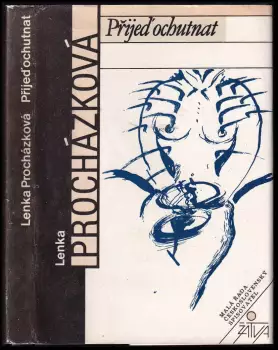 Lenka Procházková Přijeď ochutnat
Lenka
PROCHÁZKOVÁ
Přijeď ochutnat
MALÁ ŘADA
ČESKOSLOVENSKÝ
SPISOVATEL
ŽATVA